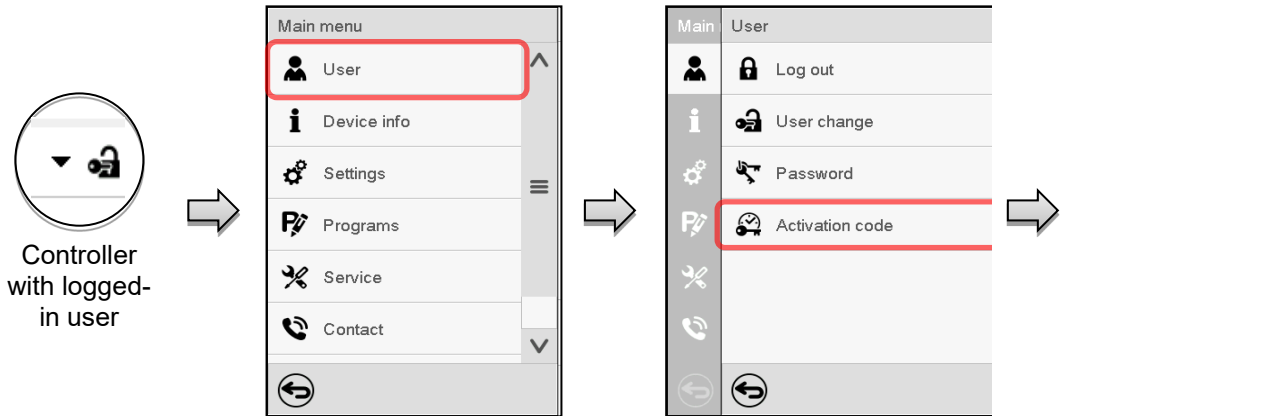 Controller
with logged-
in user
Main menu
User
Device info
Settings
Programs
Service
Contact
Main
User
Log out
User change
Password
Activation code